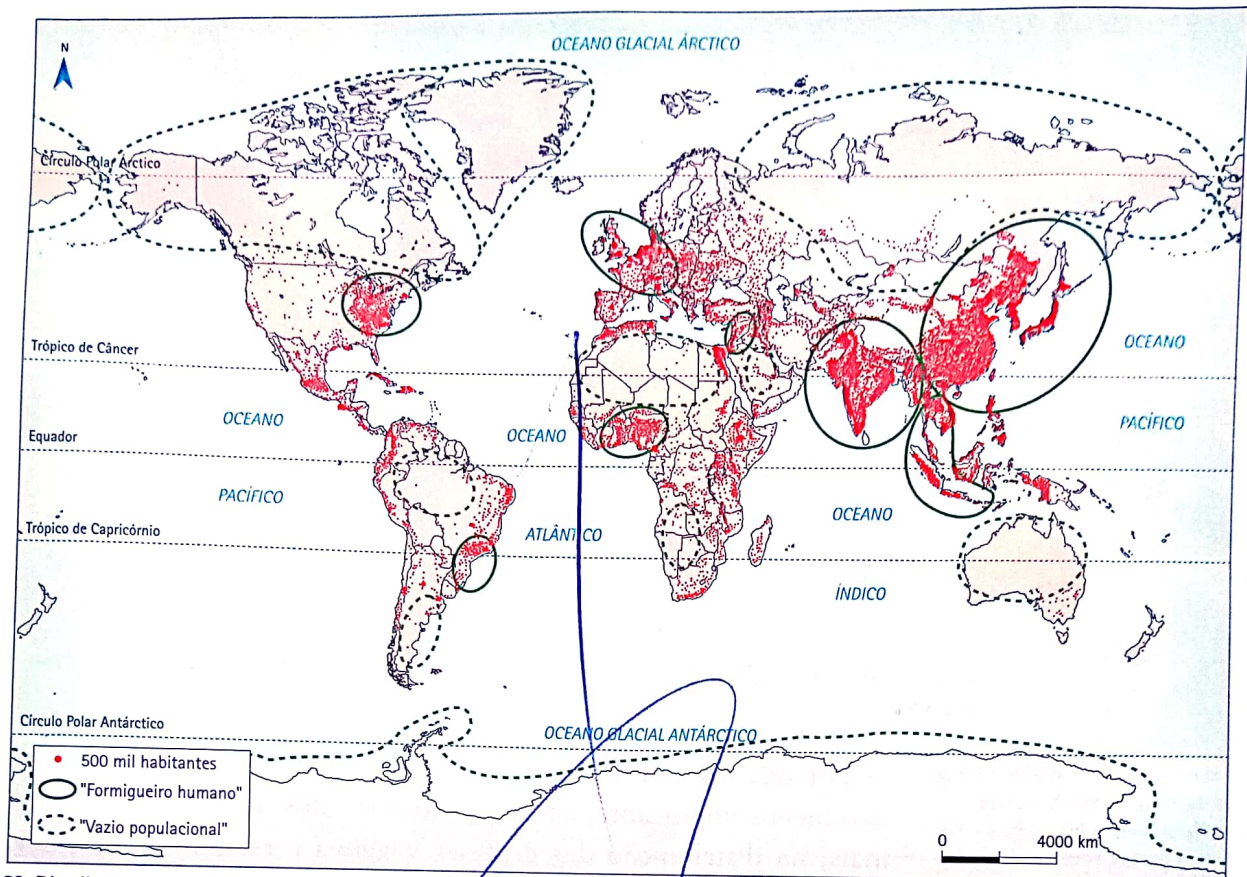 N
OCEANO GLACIAL ÁRCTICO
Círculo Polar Árctico
Trópico de Câncer
OCEANO
PACÍFICO
OCEANO
OCEANO
Equador
PACÍFICO
OCEANO
Trópico de Capricórnio
ATLÂNTICO
ÍNDICO
Círculo Polar Antárctico
OCEANO GLACIAL ANTÁRCTICO
500 mil habitantes
"Formigueiro humano"
"Vazio populacional"
0 4000 km